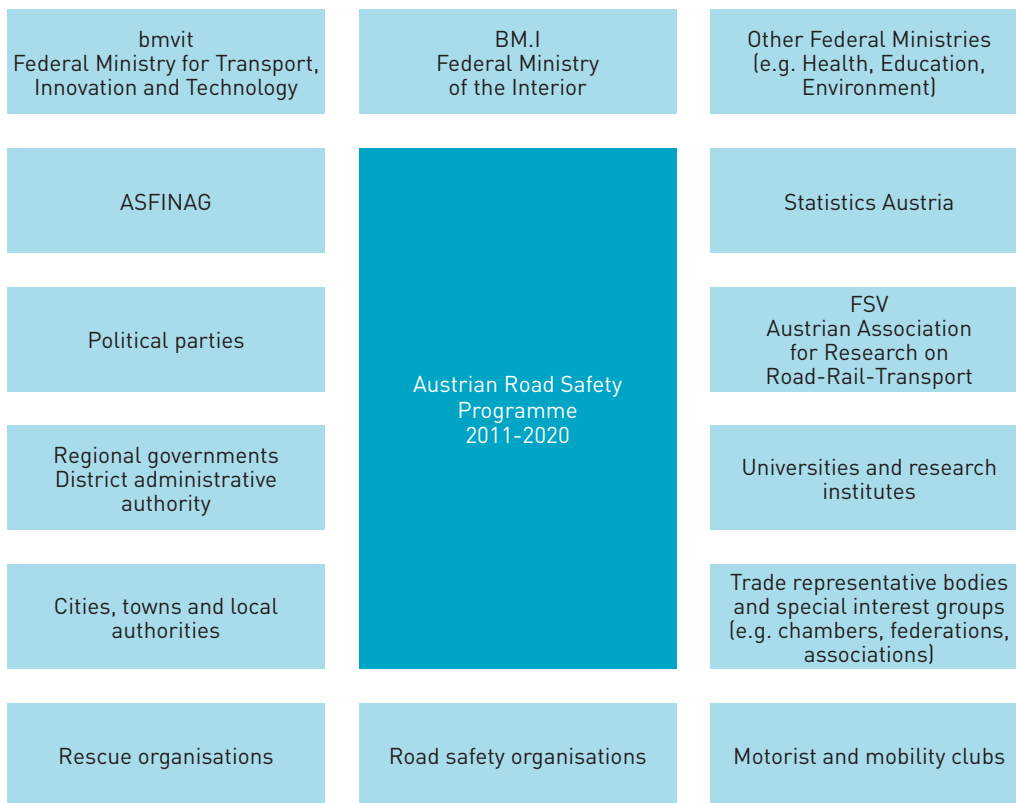 bmvit
Federal Ministry for Transport,
Innovation and Technology
BM.I
Federal Ministry
of the Interior
Other Federal Ministries
(e.g. Health, Education,
Environment)
ASFINAG
Statistics Austria
Political parties
FSV
Austrian Association
for Research on
Road-Rail-Transport
Austrian Road Safety
Programme
2011-2020
Regional governments
District administrative
authority
Universities and research
institutes
Cities, towns and local
authorities
Trade representative bodies
and special interest groups
(e.g. chambers, federations,
associations)
Rescue organisations
Road safety organisations
Motorist and mobility clubs